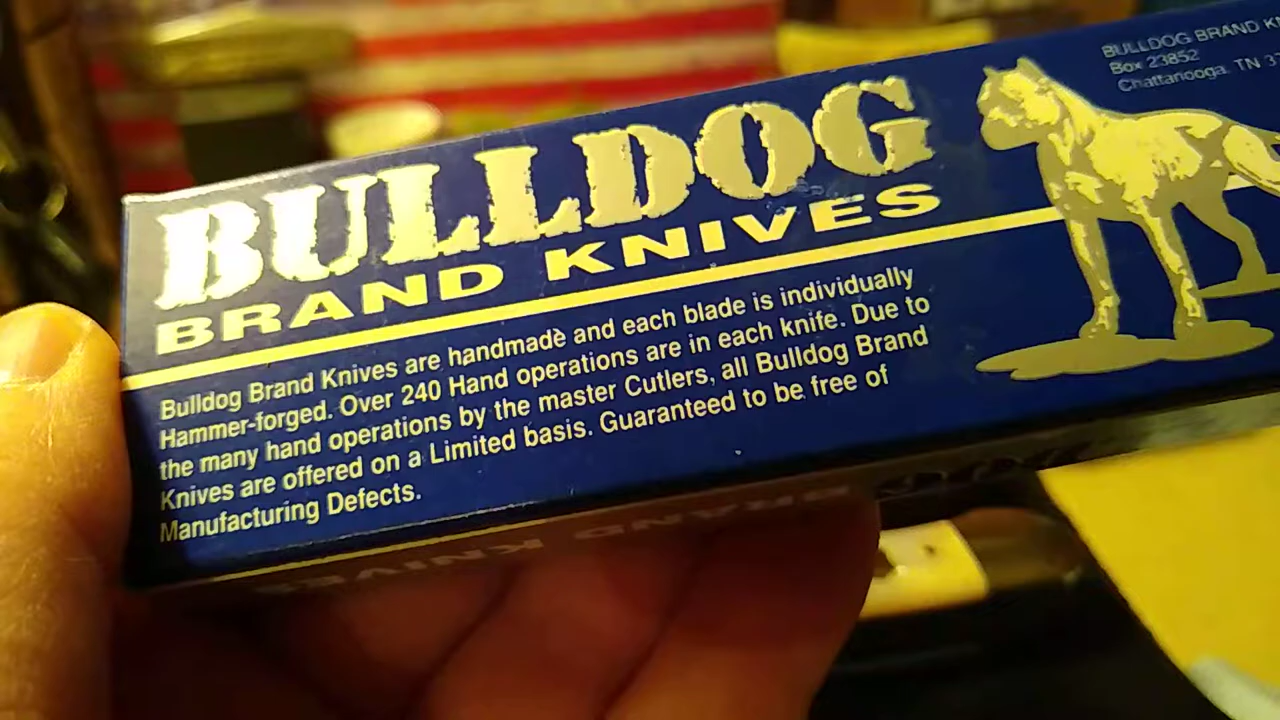 BULLDOG
BRAND KNIVES
Bulldog Brand Knives are handmade and each blade is individually
Hammer-forged. Over 240 Hand operations are in each knife. Due to
the many hand operations by the master Cutlers, all Bulldog Brand
Knives are offered on a Limited basis. Guaranteed to be free of
Manufacturing Defects.
BULLDOG BRAND
Box 23852
Chattanooga, TN
BRAND KNIVES